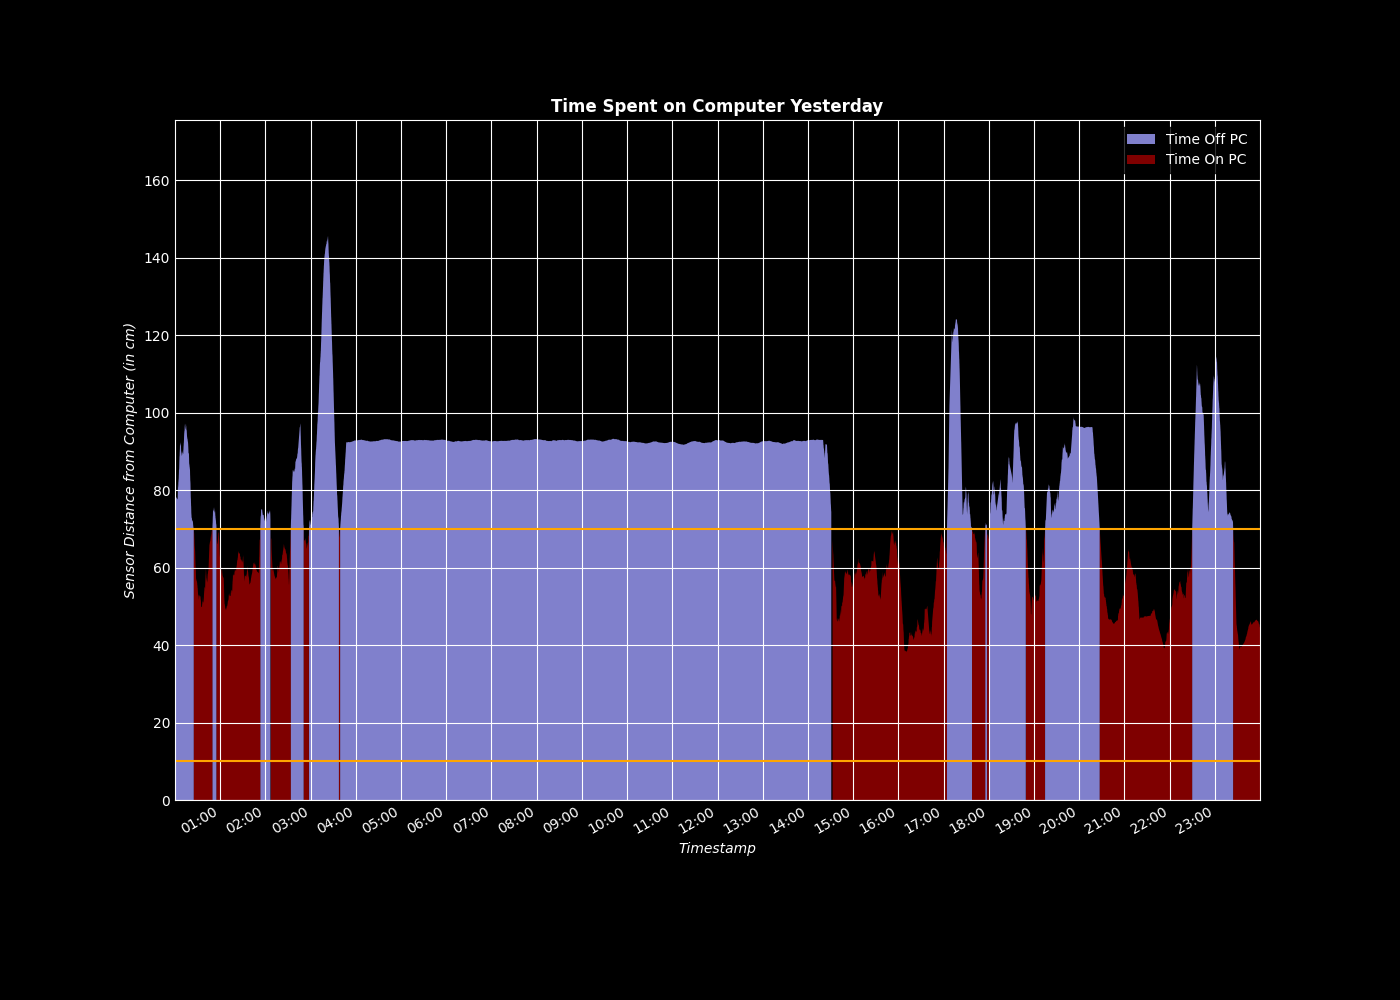 Time Spent on Computer Yesterday
Time Off PC
Time On PC
160
140
120
100
80
60
40
20
0
Sensor Distance from Computer (in cm)
01:00 02:00 03:00 04:00 05:00 06:00 07:00 08:00 09:00 10:00 11:00 12:00 13:00 14:00 15:00 16:00 17:00 18:00 19:00 20:00 21:00 22:00 23:00
Timestamp